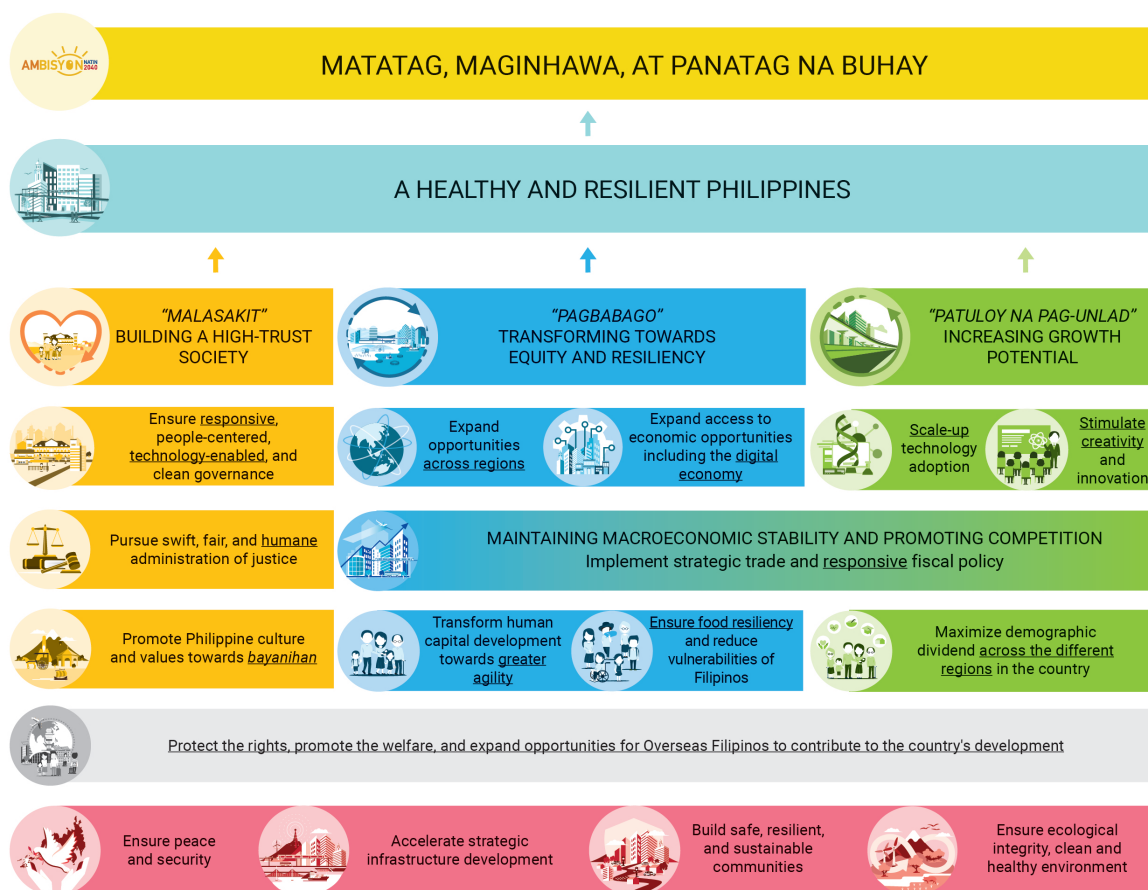 AMBISYON NATIN 2040
MATATAG, MAGINHAWA, AT PANATAG NA BUHAY
A HEALTHY AND RESILIENT PHILIPPINES
“MALASAKIT”
BUILDING A HIGH-TRUST
SOCIETY
“PAGBABAGO”
TRANSFORMING TOWARDS
EQUITY AND RESILIENCY
“PATULOY NA PAG-UNLAD”
INCREASING GROWTH
POTENTIAL
Ensure responsive,
people-centered,
technology-enabled, and
clean governance
Expand
opportunities
across regions
Expand access to
economic opportunities
including the digital
economy
Scale-up
technology
adoption
Stimulate
creativity
and
innovation
Pursue swift, fair, and humane
administration of justice
MAINTAINING MACROECONOMIC STABILITY AND PROMOTING COMPETITION
Implement strategic trade and responsive fiscal policy
Promote Philippine culture
and values towards bayanihan
Transform human
capital development
towards greater
agility
Ensure food resiliency
and reduce
vulnerabilities of
Filipinos
Maximize demographic
dividend across the different
regions in the country
Protect the rights, promote the welfare, and expand opportunities for Overseas Filipinos to contribute to the country's development
Ensure peace
and security
Accelerate strategic
infrastructure development
Build safe, resilient,
and sustainable
communities
Ensure ecological
integrity, clean and
healthy environment